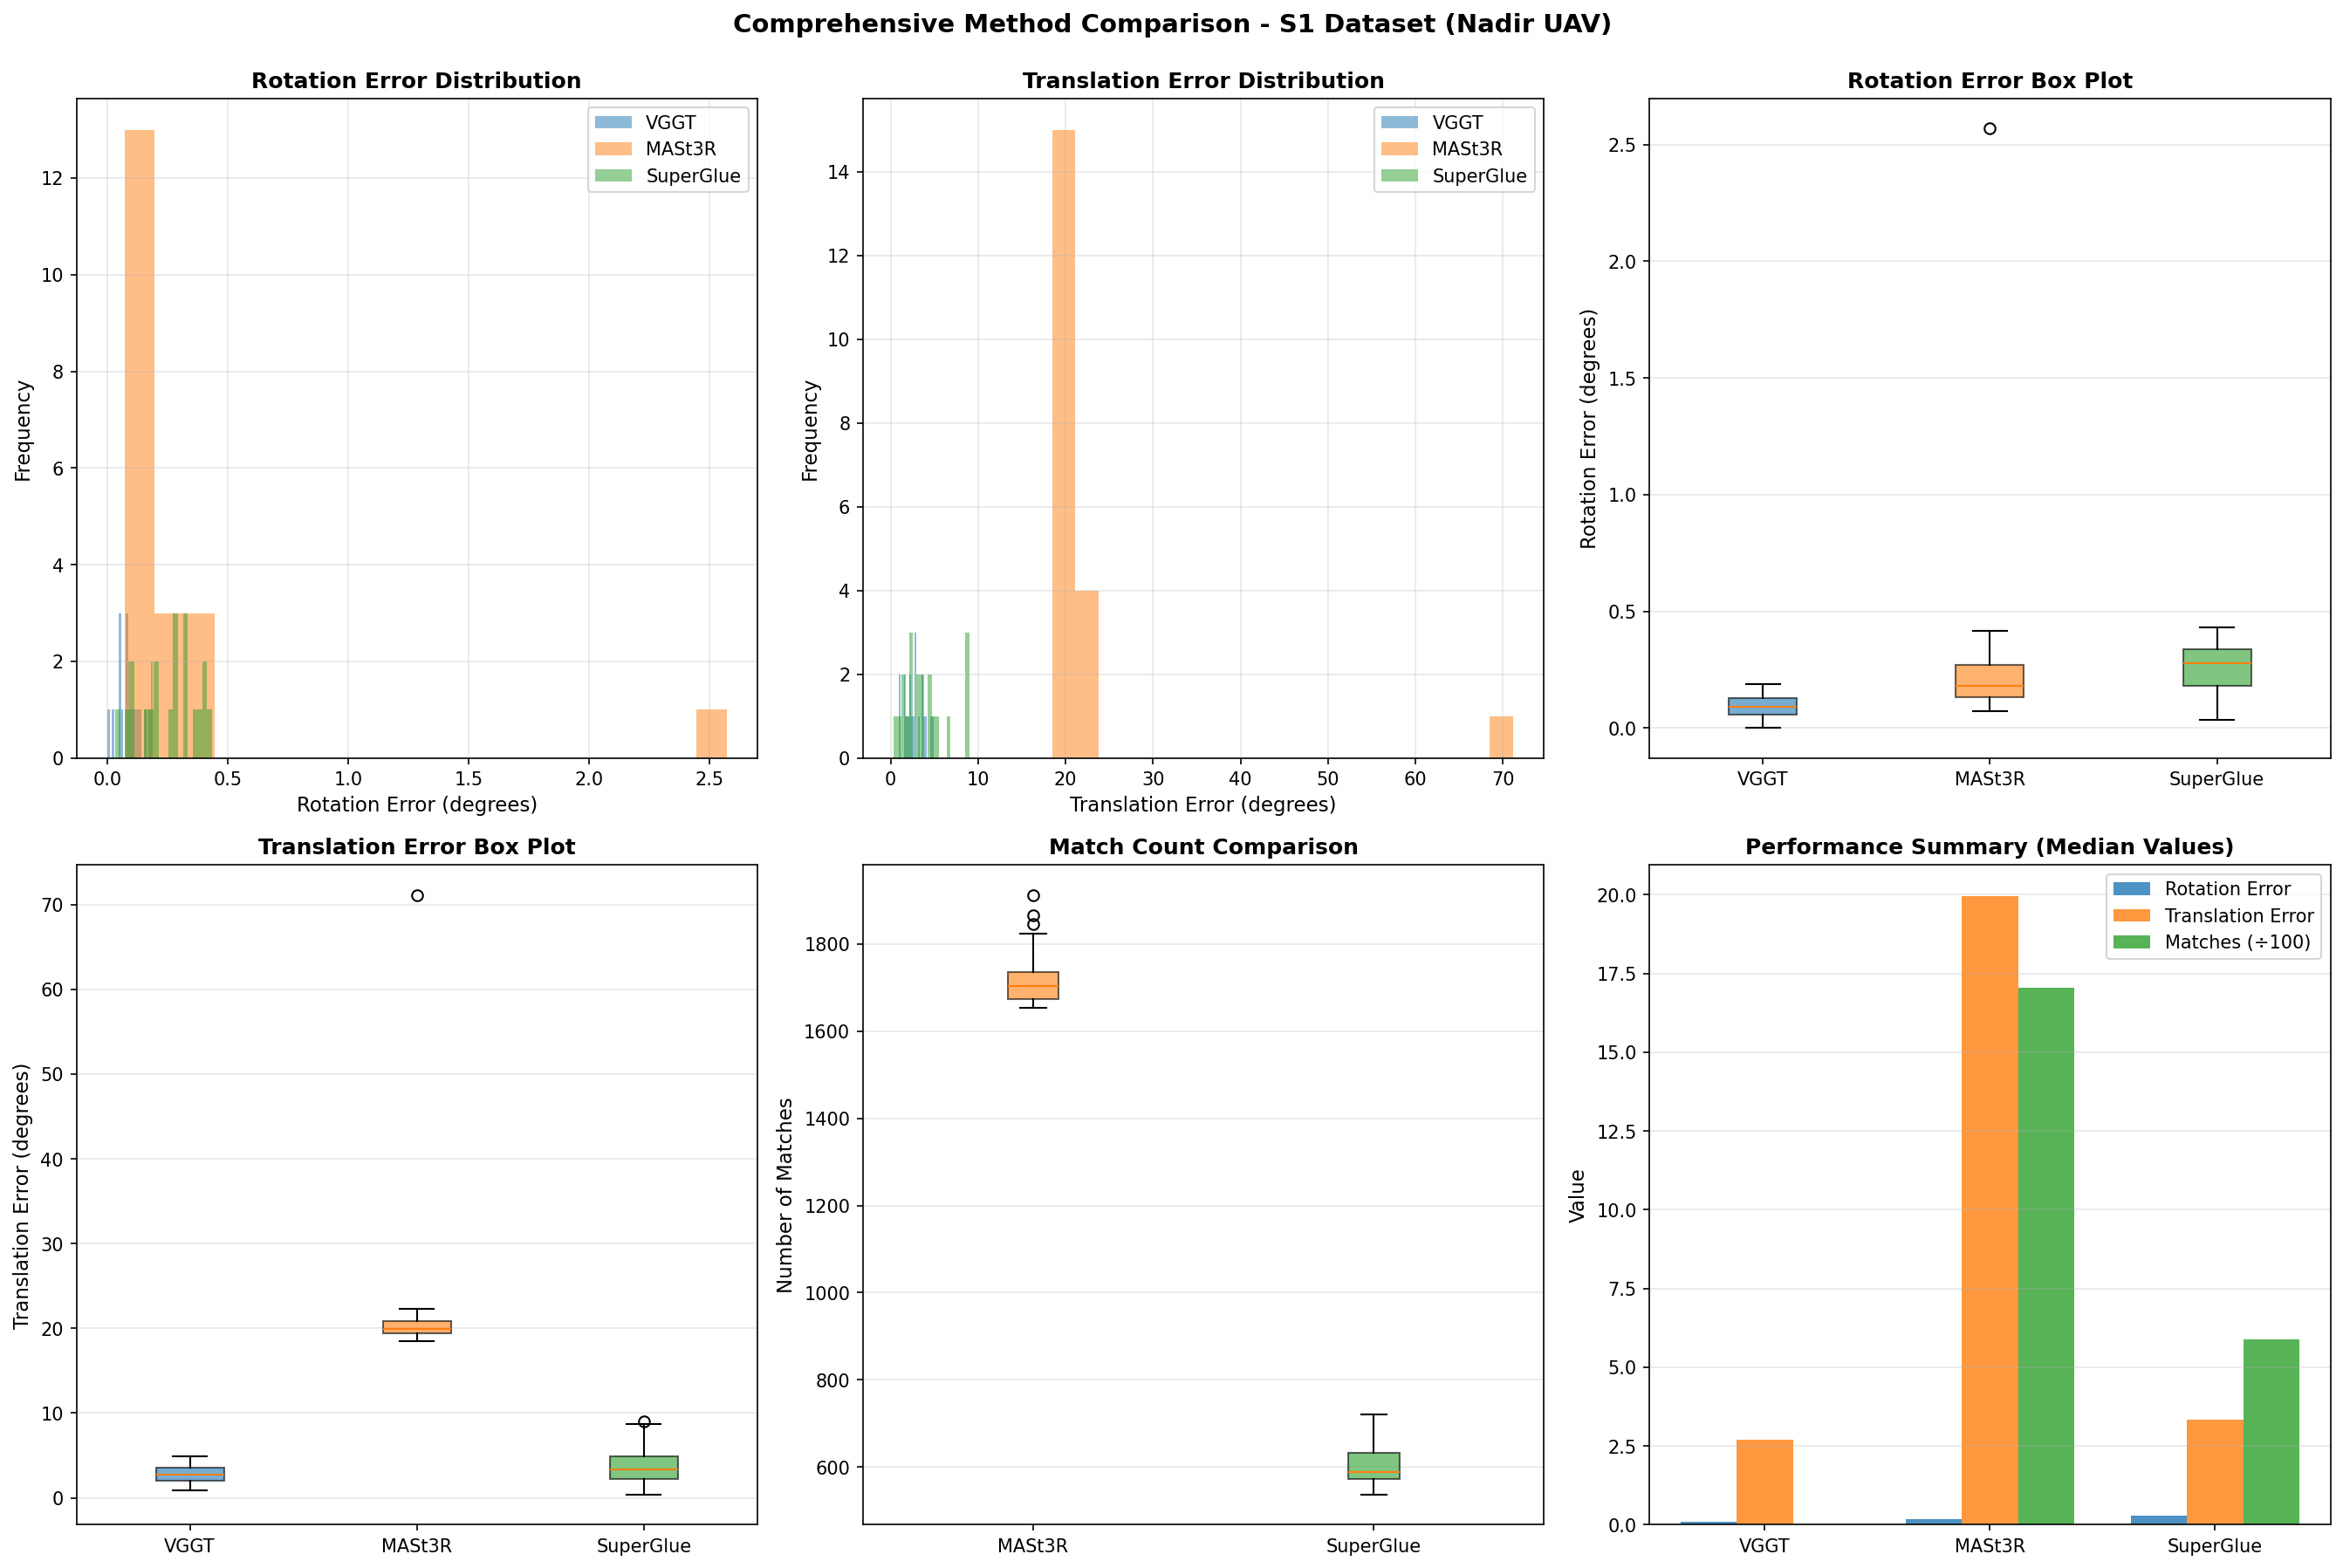 Comprehensive Method Comparison - S1 Dataset (Nadir UAV)
Rotation Error Distribution
VGGT
MASt3R
SuperGlue
12
10
8
6
4
2
0
Frequency
0.0 0.5 1.0 1.5 2.0 2.5
Rotation Error (degrees)
Translation Error Distribution
VGGT
MASt3R
SuperGlue
14
12
10
8
6
4
2
0
Frequency
0 10 20 30 40 50 60 70
Translation Error (degrees)
Rotation Error Box Plot
2.5
2.0
1.5
1.0
0.5
0.0
Rotation Error (degrees)
VGGT MASt3R SuperGlue
Translation Error Box Plot
70
60
50
40
30
20
10
0
Translation Error (degrees)
VGGT MASt3R SuperGlue
Match Count Comparison
1800
1600
1400
1200
1000
800
600
Number of Matches
MASt3R SuperGlue
Performance Summary (Median Values)
Rotation Error
Translation Error
Matches (÷100)
20.0
17.5
15.0
12.5
10.0
7.5
5.0
2.5
0.0
Value
VGGT MASt3R SuperGlue